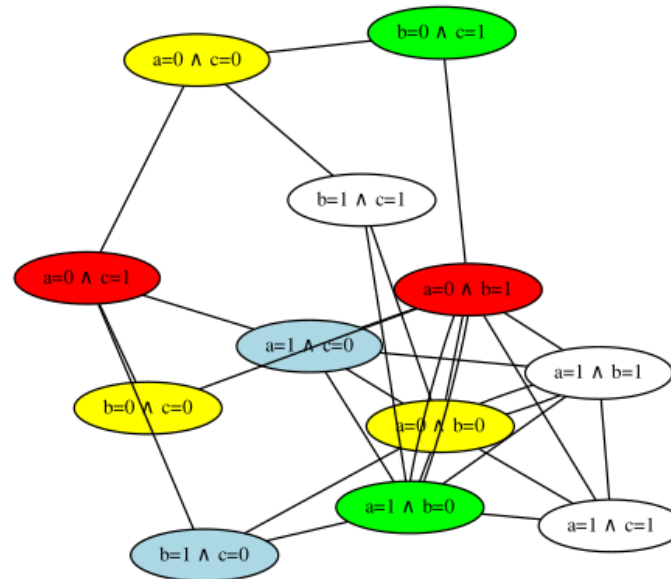 b=0 ∧ c=1
a=0 ∧ c=0
b=1 ∧ c=1
a=0 ∧ c=1
a=0 ∧ b=1
a=1 ∧ c=0
a=1 ∧ b=1
b=0 ∧ c=0
a=0 ∧ b=0
a=1 ∧ b=0
a=1 ∧ c=1
b=1 ∧ c=0